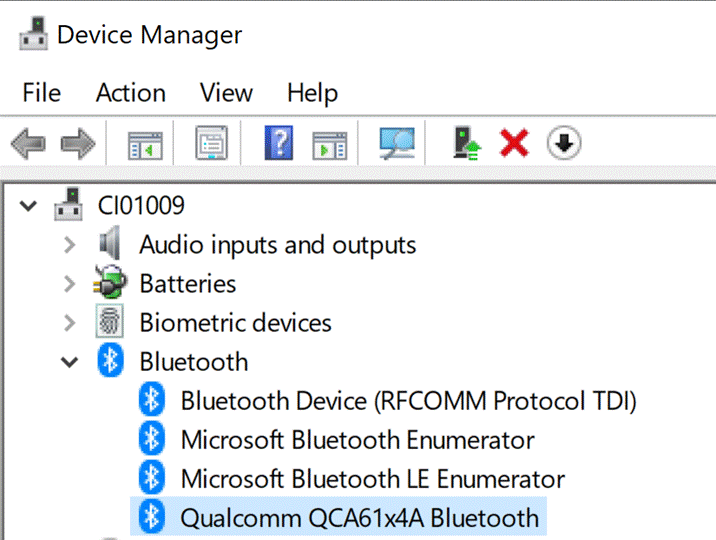 Device Manager
File Action View Help
CI01009
Audio inputs and outputs
Batteries
Biometric devices
Bluetooth
Bluetooth Device (RFCOMM Protocol TDI)
Microsoft Bluetooth Enumerator
Microsoft Bluetooth LE Enumerator
Qualcomm QCA61x4A Bluetooth